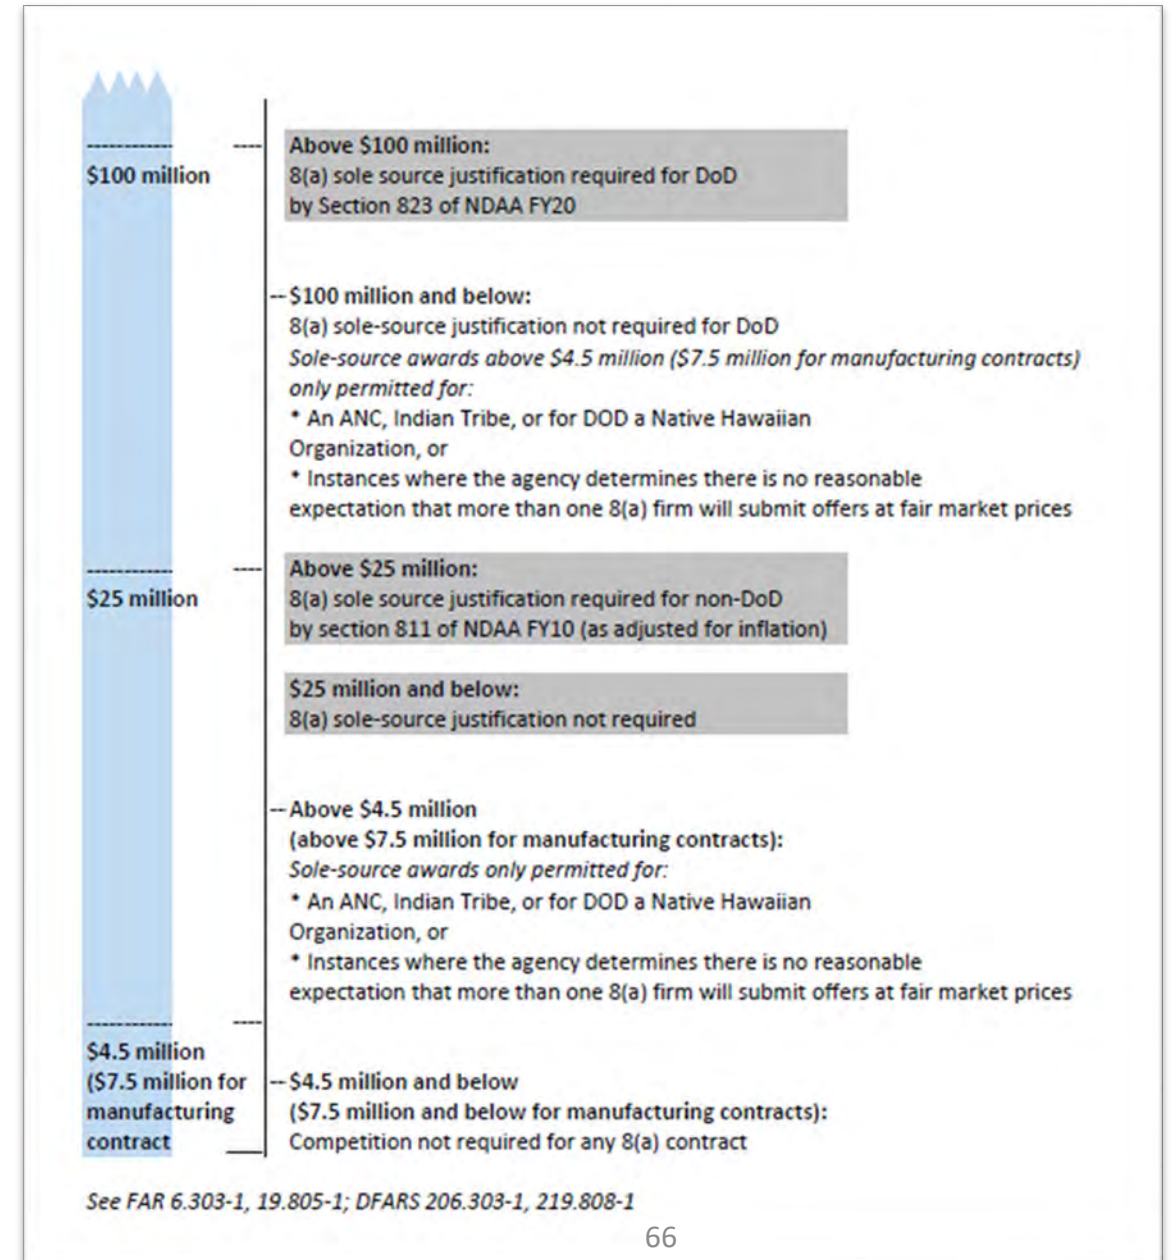 Above $100 million:
$100 million
8(a) sole source justification required for DoD
by Section 823 of NDAA FY20
$100 million and below:
8(a) sole-source justification not required for DoD
Sole-source awards above $4.5 million ($7.5 million for manufacturing contracts)
only permitted for:
* An ANC, Indian Tribe, or for DOD a Native Hawaiian
Organization, or
* Instances where the agency determines there is no reasonable
expectation that more than one 8(a) firm will submit offers at fair market prices
Above $25 million:
$25 million
8(a) sole source justification required for non-DoD
by section 811 of NDAA FY10 (as adjusted for inflation)
$25 million and below:
8(a) sole-source justification not required
Above $4.5 million
(above $7.5 million for manufacturing contracts):
Sole-source awards only permitted for:
* An ANC, Indian Tribe, or for DOD a Native Hawaiian
Organization, or
* Instances where the agency determines there is no reasonable
expectation that more than one 8(a) firm will submit offers at fair market prices
$4.5 million
($7.5 million for
manufacturing
contract
$4.5 million and below
($7.5 million and below for manufacturing contracts):
Competition not required for any 8(a) contract
See FAR 6.303-1, 19.805-1; DFARS 206.303-1, 219.808-1
66